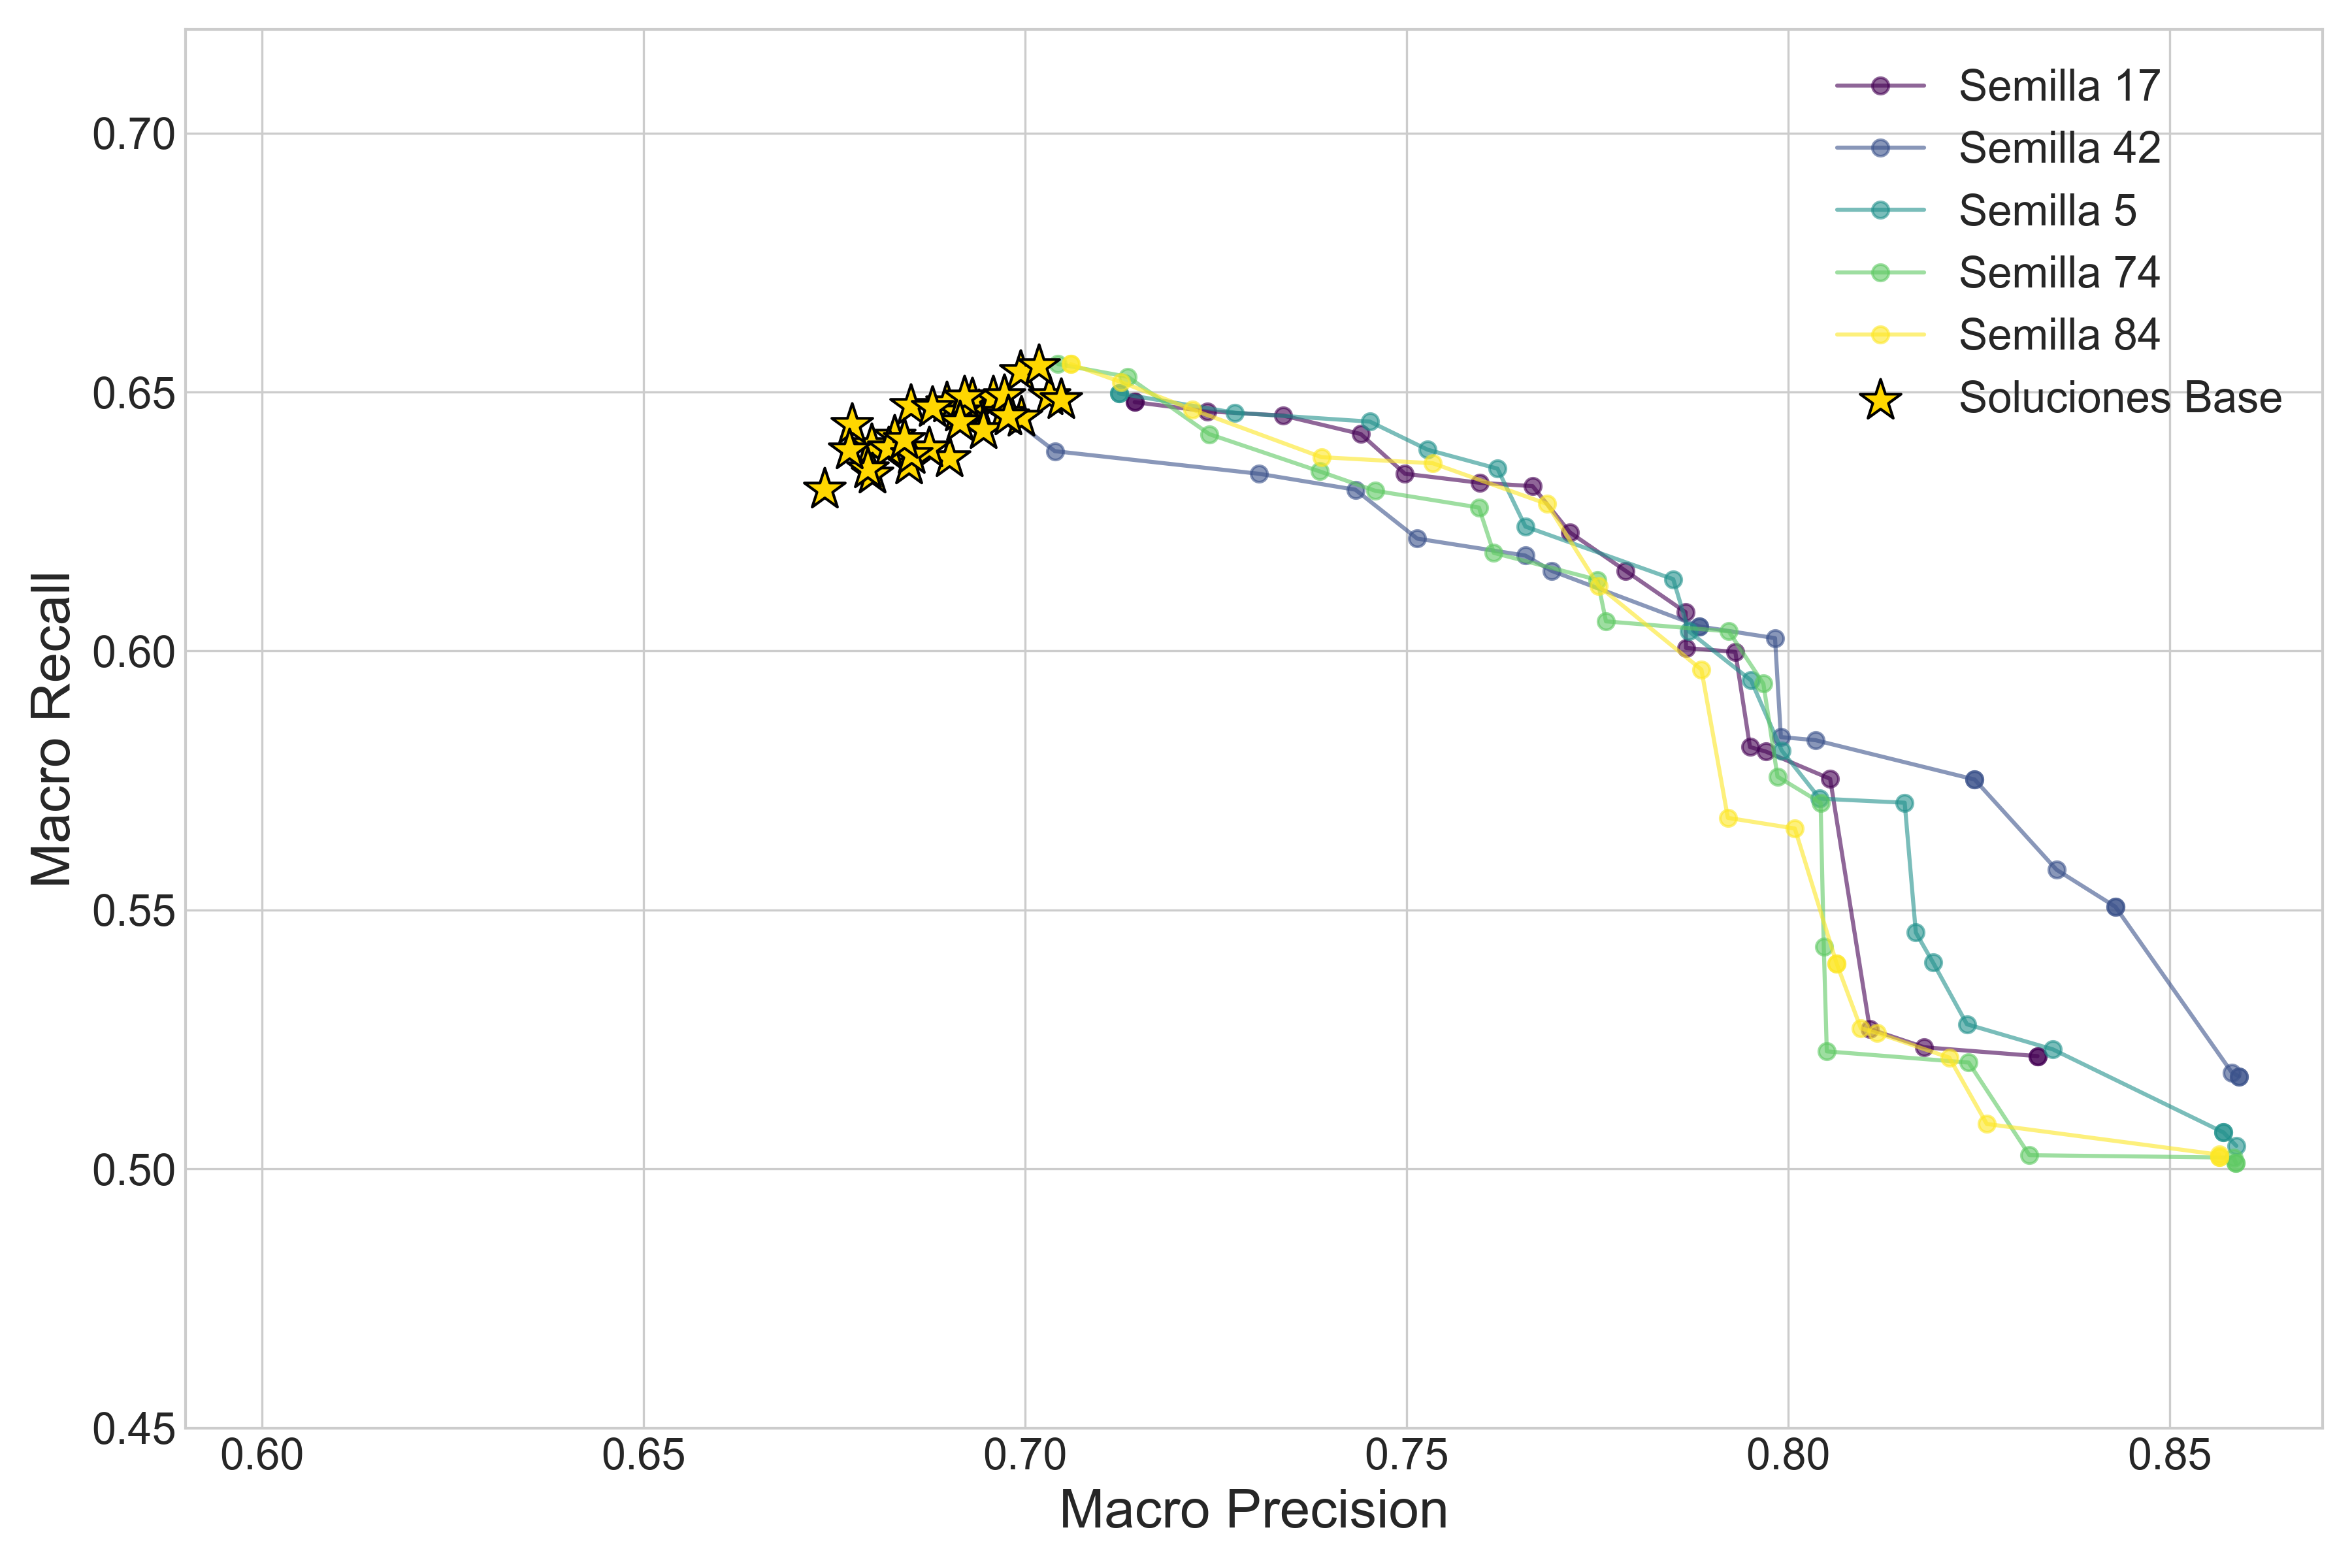 Semilla 17
Semilla 42
Semilla 5
Semilla 74
Semilla 84
Soluciones Base
Macro Recall
0.70
0.65
0.60
0.55
0.50
0.45
0.60 0.65 0.70 0.75 0.80 0.85
Macro Precision